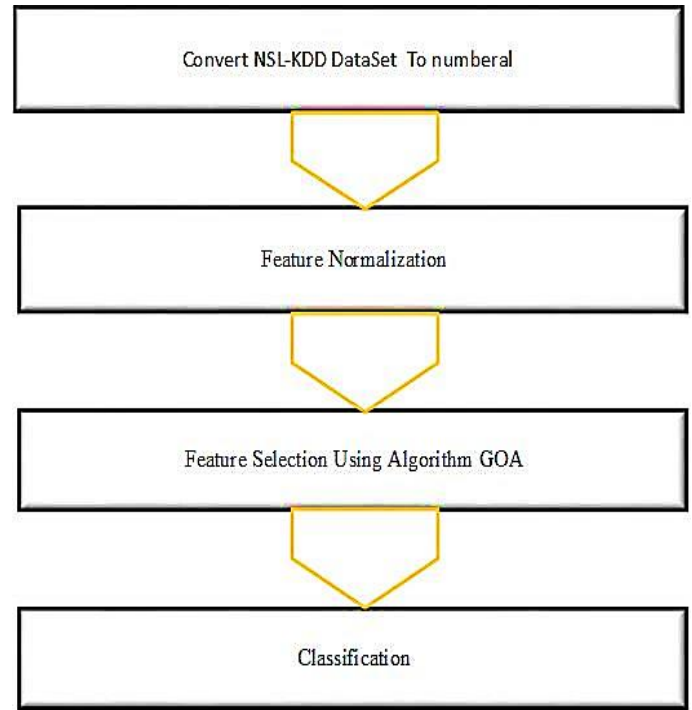 Convert NSL-KDD DataSet To numberal
Feature Normalization
Feature Selection Using Algorithm GOA
Classification